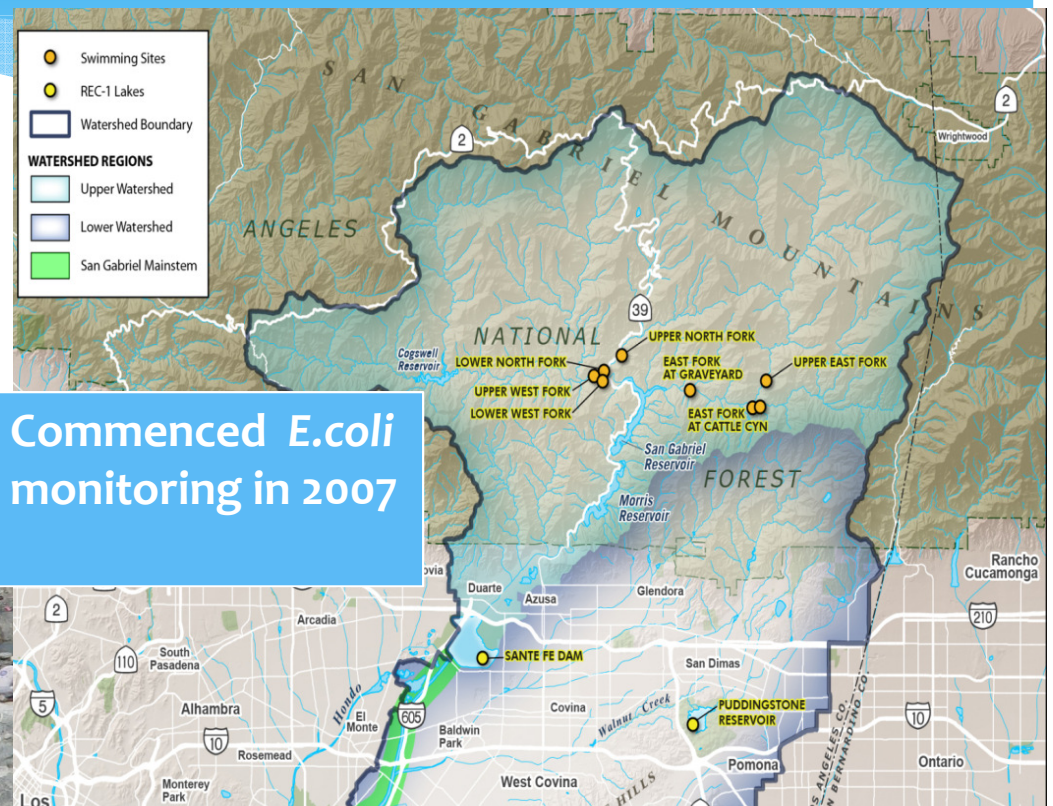 Swimming Sites
REC-1 Lakes
Watershed Boundary
WATERSHED REGIONS
Upper Watershed
Lower Watershed
San Gabriel Mainstem
SAN GABRIEL MOUNTAINS
2
2
Wrightwood
ANGELES
39
NATIONAL
UPPER NORTH FORK
Cogswell
Reservoir
LOWER NORTH FORK
EAST FORK
AT GRAVEYARD
UPPER EAST FORK
UPPER WEST FORK
LOWER WEST FORK
EAST FORK
AT CATTLE CYN
Commenced E.coli
monitoring in 2007
San Gabriel
Reservoir
FOREST
Morris
Reservoir
Rancho
Cucamonga
Duarte
Azusa
Glendora
2
Arcadia
210
110
South
Pasadena
SANTE FE DAM
San Dimas
5
Alhambra
Hondo
El
Monte
605
Baldwin
Park
Covina
Walnut Creek
PUDDINGSTONE
RESERVOIR
10
10
Rosemead
Pomona
Ontario
Monterey
Park
West Covina
HILLS
Los